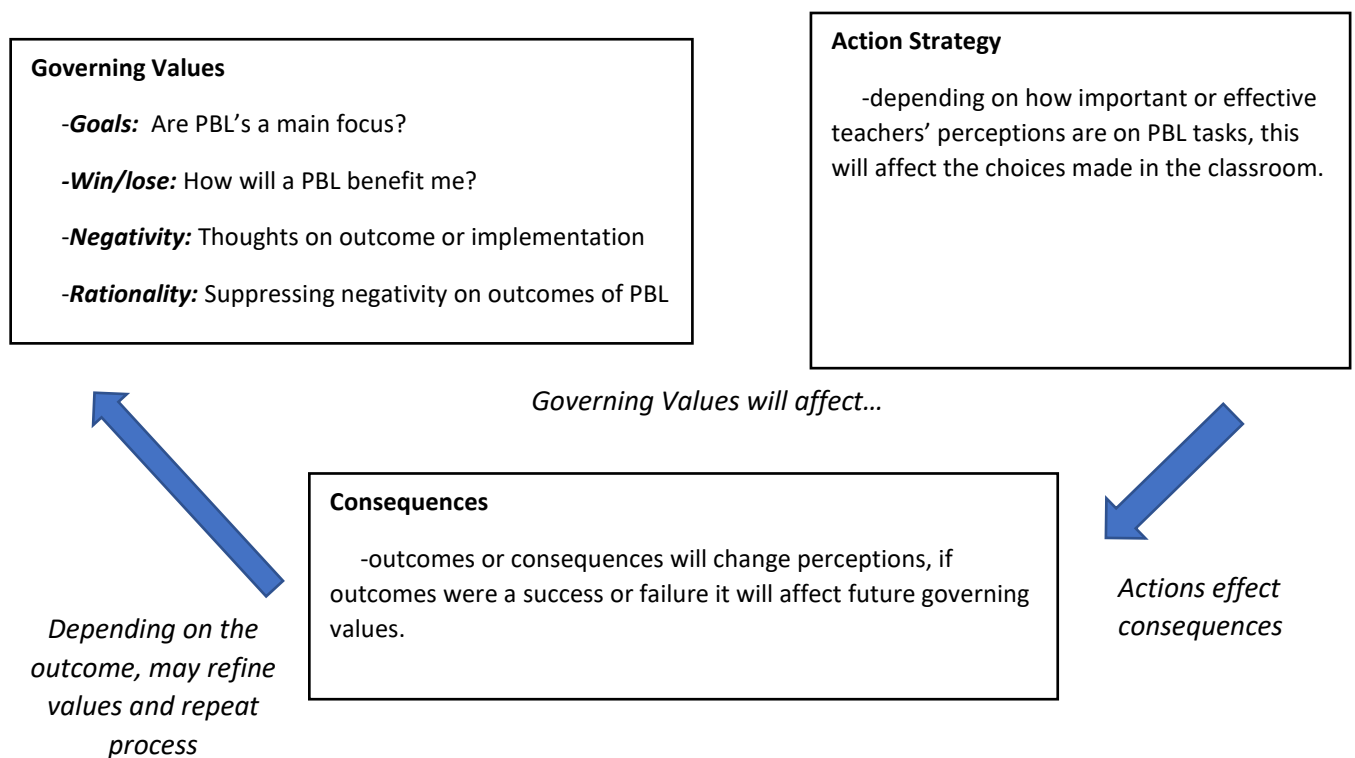 Governing Values
-Goals: Are PBL's a main focus?
-Win/lose: How will a PBL benefit me?
-Negativity: Thoughts on outcome or implementation
-Rationality: Suppressing negativity on outcomes of PBL
Action Strategy
-depending on how important or effective
teachers' perceptions are on PBL tasks, this
will affect the choices made in the classroom.
Governing Values will affect…
Consequences
-outcomes or consequences will change perceptions, if
outcomes were a success or failure it will affect future governing
values.
Actions effect
consequences
Depending on the
outcome, may refine
values and repeat
process